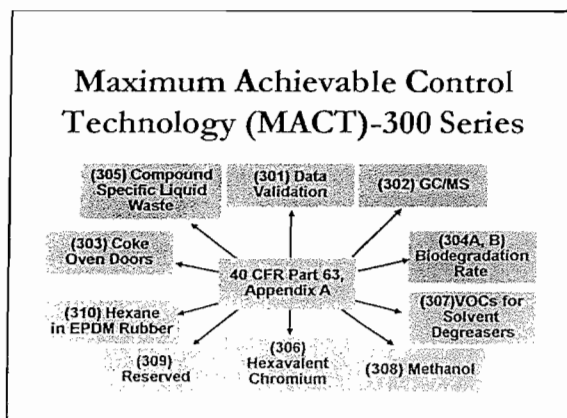 Maximum Achievable Control
Technology (MACT)-300 Series
(305) Compound
Specific Liquid
Waste
(301) Data
Validation
(302) GC/MS
(303) Coke
Oven Doors
40 CFR Part 63,
Appendix A
(304A, B)
Biodegradation
Rate
(310) Hexane
in EPDM Rubber
(307)VOCs for
Solvent
Degreasers
(309)
Reserved
(306)
Hexavalent
Chromium
(308) Methanol